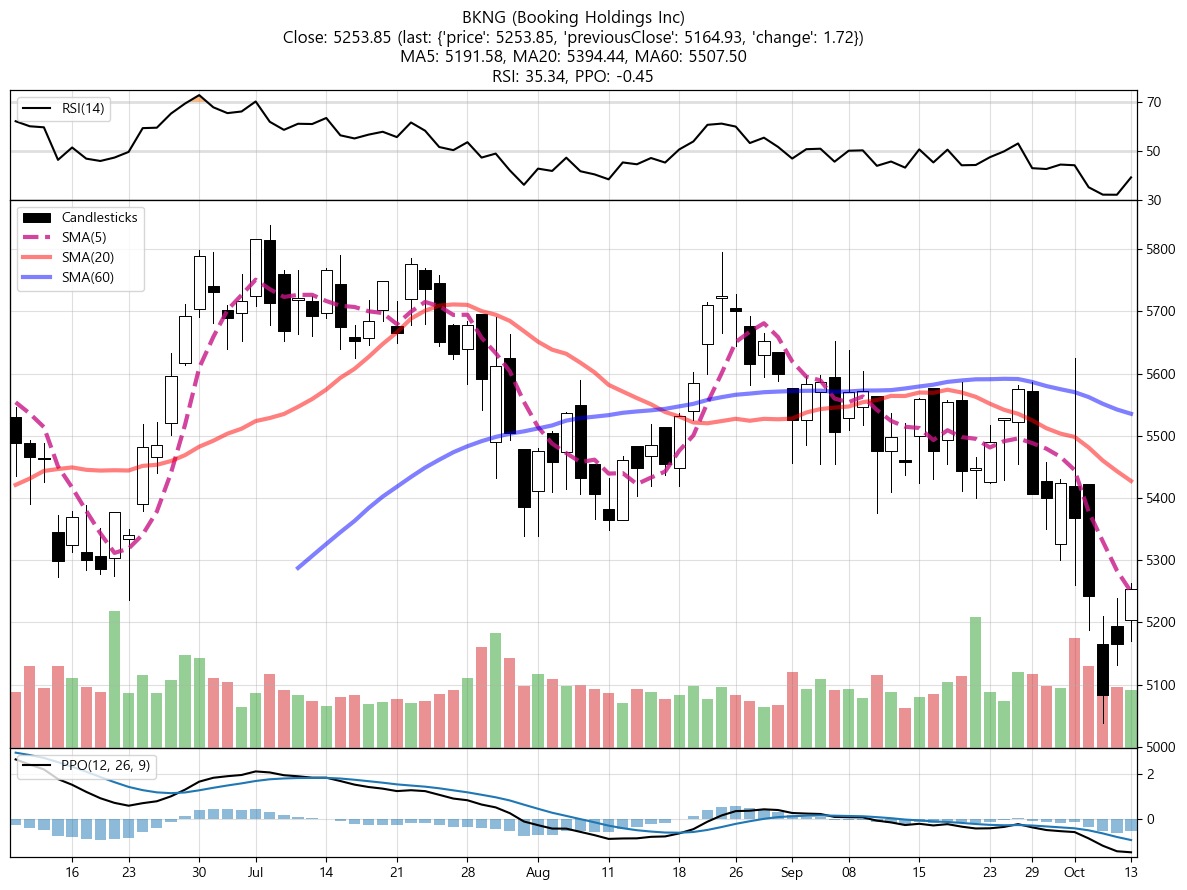 BKNG (Booking Holdings Inc)
Close: 5253.85 (last: {'price': 5253.85, 'previousClose': 5164.93, 'change': 1.72})
MA5: 5191.58, MA20: 5394.44, MA60: 5507.50
RSI: 35.34, PPO: -0.45
RSI(14)
70
50
30
Candlesticks
SMA(5)
SMA(20)
SMA(60)
5800
5700
5600
5500
5400
5300
5200
5100
5000
PPO(12, 26, 9)
2
0
16 23 30 Jul 14 21 28 Aug 11 18 26 Sep 08 15 23 29 Oct 13